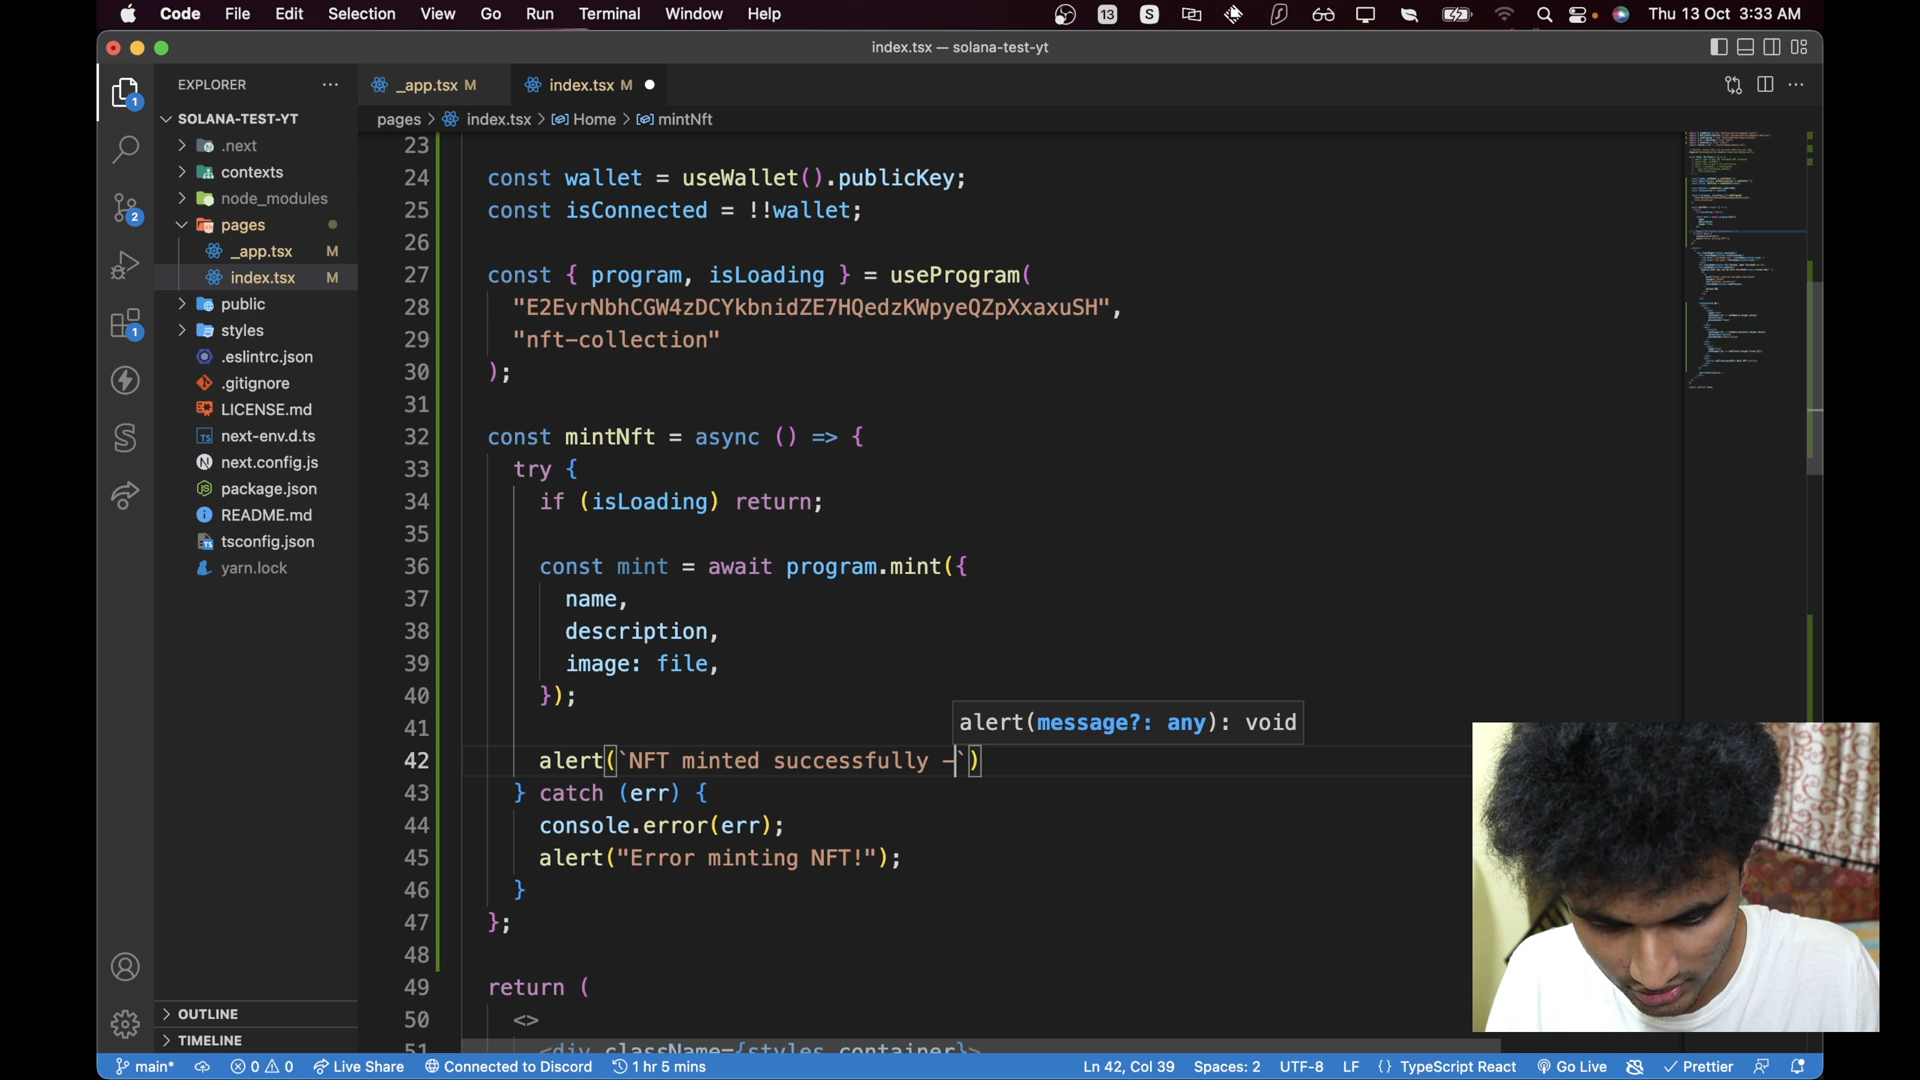 Code File Edit Selection View Go Run Terminal Window Help 13 S Thu 13 Oct 3:33 AM
index.tsx — solana-test-yt
EXPLORER
_app.tsx M index.tsx M
SOLANA-TEST-YT
pages > index.tsx > Home > mintNft
.next
contexts
node_modules
pages
_app.tsx M
index.tsx M
public
styles
.eslintrc.json
.gitignore
LICENSE.md
next-env.d.ts
next.config.js
package.json
README.md
tsconfig.json
yarn.lock
OUTLINE
TIMELINE
23
24 const wallet = useWallet().publicKey;
25 const isConnected = !!wallet;
26
27 const { program, isLoading } = useProgram(
28 "E2EvrNbhCGW4zDCYkbnidZE7HQedzKWpyeQZpXxaxuSH",
29 "nft-collection"
30 );
31
32 const mintNft = async () => {
33 try {
34 if (isLoading) return;
35
36 const mint = await program.mint({
37 name,
38 description,
39 image: file,
40 });
41
alert(message?: any): void
42 alert(`NFT minted successfully -`)
43 } catch (err) {
44 console.error(err);
45 alert("Error minting NFT!");
46 }
47 };
48
49 return (
50 <>
51 <div className={styles.container}>
main* 0 0 Live Share Connected to Discord 1 hr 5 mins Ln 42, Col 39 Spaces: 2 UTF-8 LF {} TypeScript React Go Live Prettier